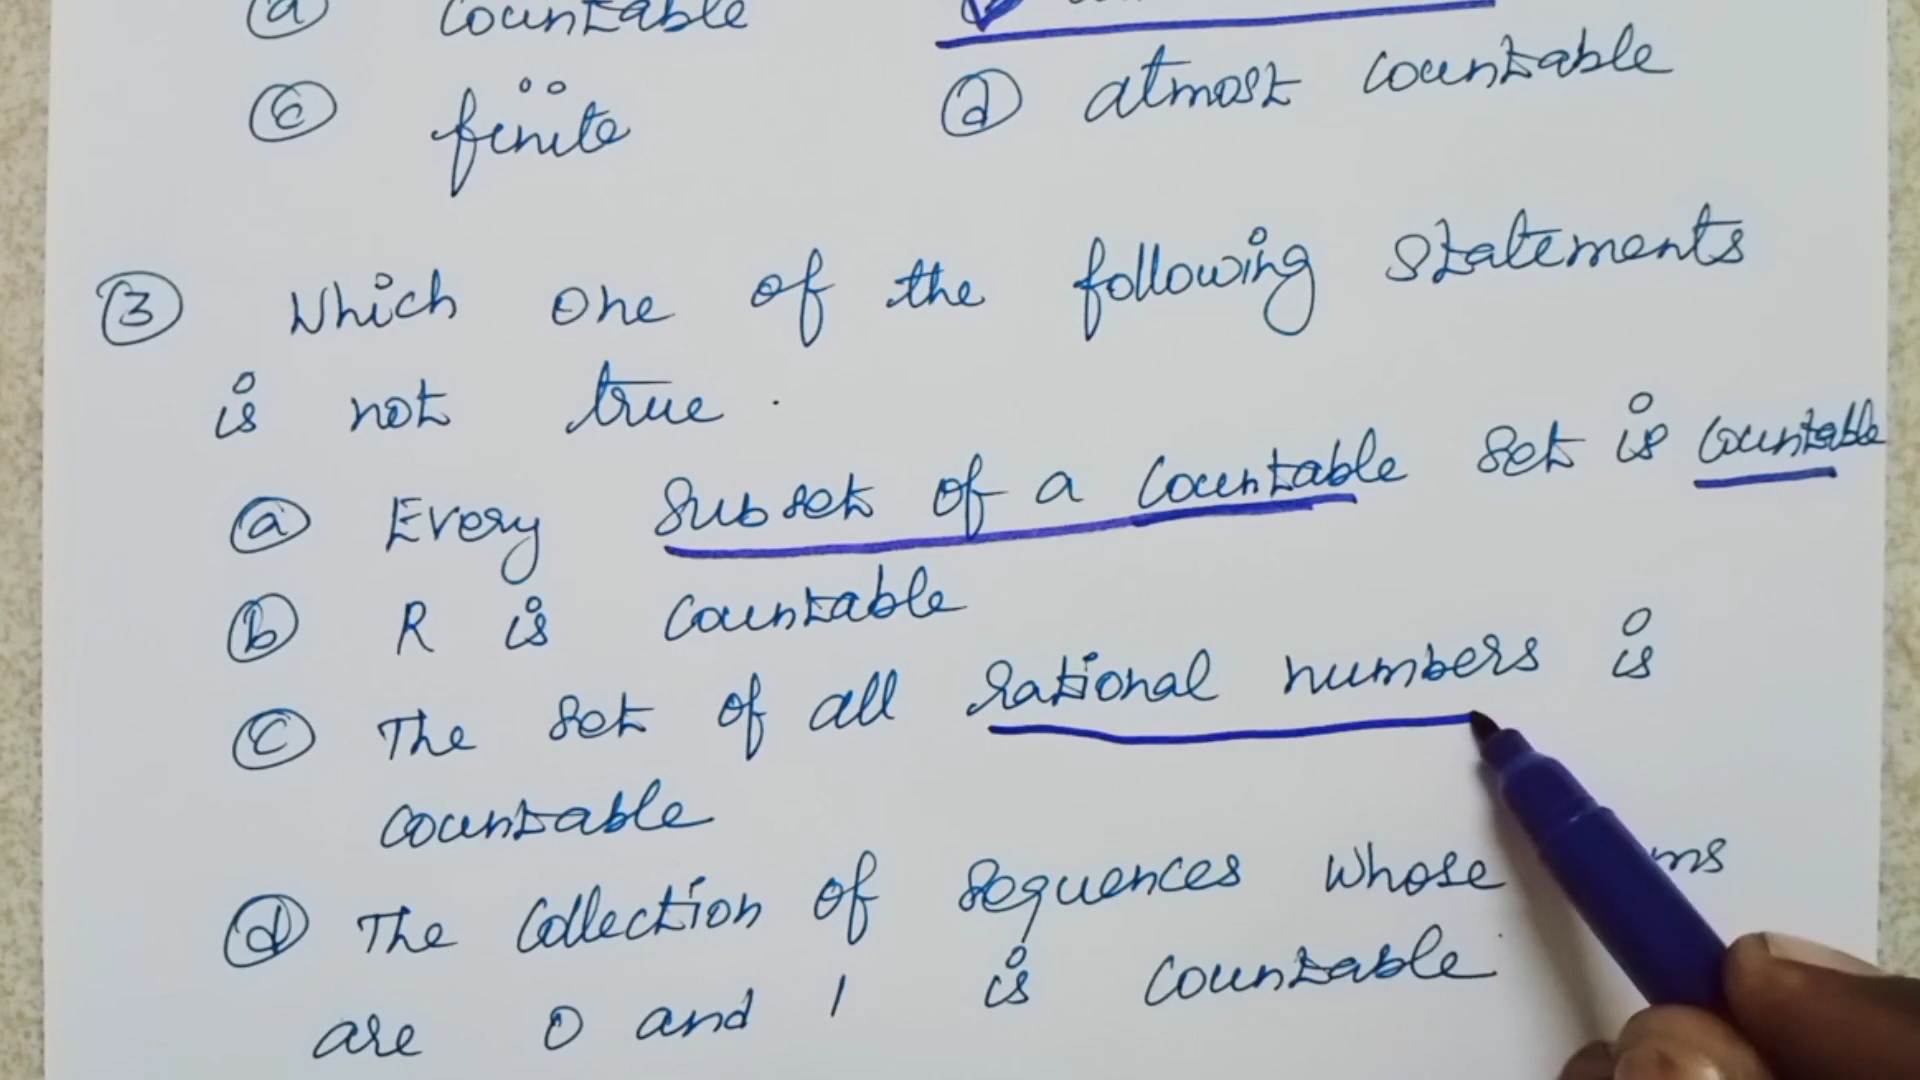 ⓐ countable
ⓒ finite ⓓ atmost countable
③ Which one of the following statements
is not true.
ⓐ Every subset of a countable set is countable
ⓑ R is countable
ⓒ The set of all rational numbers is
countable
ⓓ The collection of sequences whose
are 0 and 1 is countable